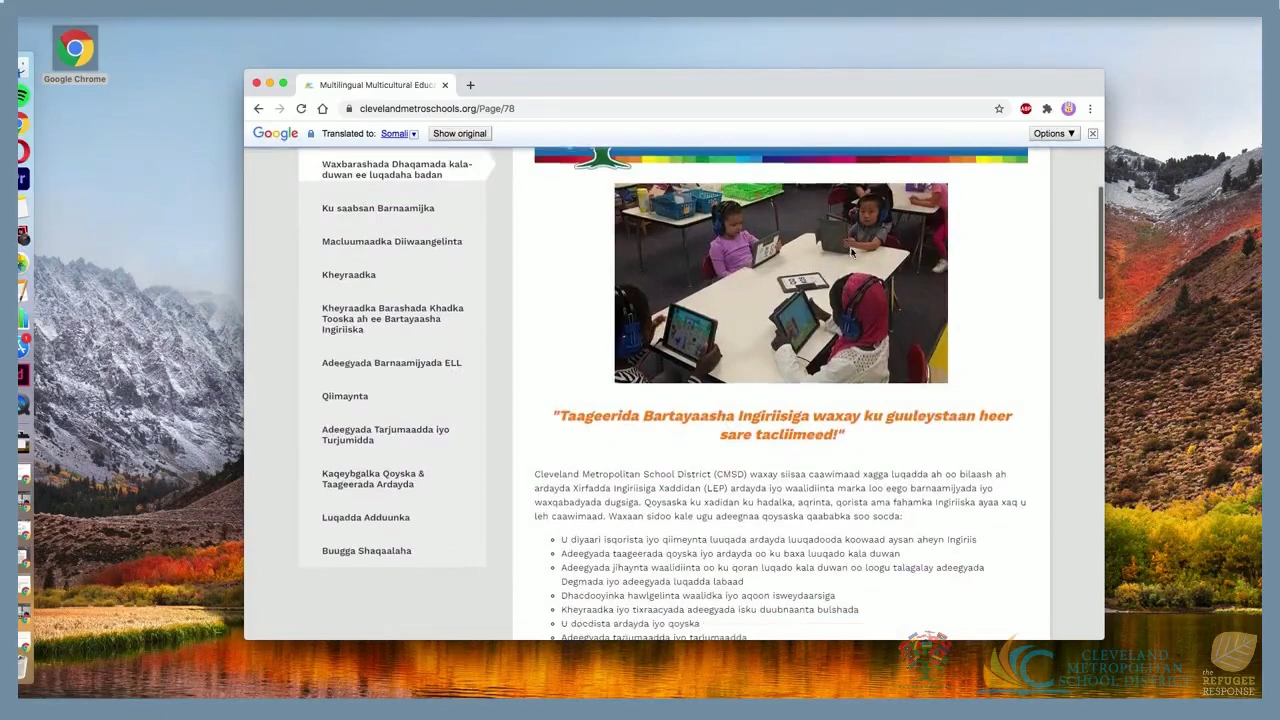 Google Chrome
Multilingual Multicultural Educ
clevelandmetroschools.org/Page/78
ABP
Google Translated to: Somali Show original Options
Waxbarashada Dhaqamada kala-
duwan ee luqadaha badan
Ku saabsan Barnaamijka
Macluumaadka Diiwaangelinta
Kheyraadka
Kheyraadka Barashada Khadka
Tooska ah ee Bartayaasha
Ingiriiska
Adeegyada Barnaamijyada ELL
Qiimaynta
Adeegyada Tarjumaadda iyo
Turjumidda
Kaqeybgalka Qoyska &
Taageerada Ardayda
Luqadda Adduunka
Buugga Shaqaalaha
"Taageerida Bartayaasha Ingiriisiga waxay ku guuleystaan heer
sare tacliimeed!"
Cleveland Metropolitan School District (CMSD) waxay siisaa caawimaad xagga luqadda ah oo bilaash ah
ardayda Xirfadda Ingiriisiga Xaddidan (LEP) ardayda iyo waalidiinta marka loo eego barnaamijyada iyo
waxqabadyada dugsiga. Qoysaska ku xadidan ku hadalka, aqrinta, qorista ama fahamka Ingiriiska ayaa xaq u
leh caawimaad. Waxaan sidoo kale ugu adeegnaa qoysaska qaababka soo socda:
U diyaari isqorista iyo qiimeynta luuqada ardayda luuqadooda koowaad aysan aheyn Ingiriis
Adeegyada taageerada qoyska iyo ardayda oo ku baxa luuqado kala duwan
Adeegyada jihaynta waalidiinta oo ku qoran luqado kala duwan oo loogu talagalay adeegyada
Degmada iyo adeegyada luqadda labaad
Dhacdooyinka hawlgelinta waalidka iyo aqoon isweydaarsiga
Kheyraadka iyo tixraacyada adeegyada isku duubnaanta bulshada
U doodista ardayda iyo qoyska
Adeegyada tarjumaadda iyo tarjumaadda
CLEVELAND
METROPOLITAN
SCHOOL DISTRICT
the
REFUGEE
RESPONSE